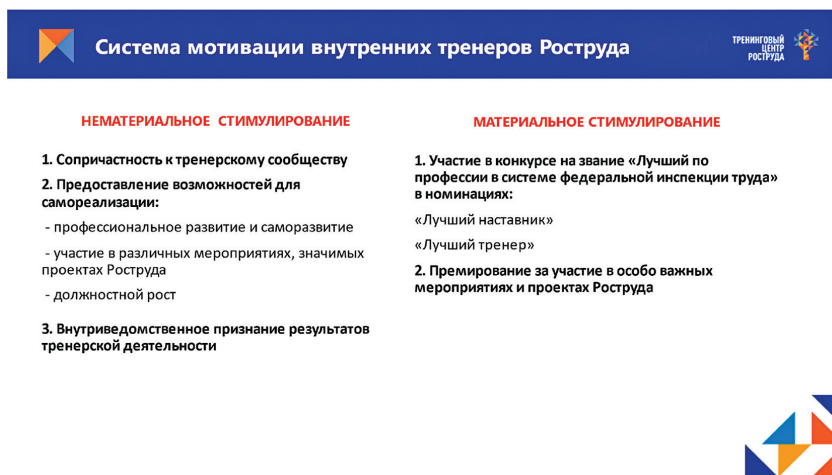 Система мотивации внутренних тренеров Роструда
ТРЕНИНГОВЫЙ
ЦЕНТР
РОСТРУДА
НЕМАТЕРИАЛЬНОЕ СТИМУЛИРОВАНИЕ
1. Сопричастность к тренерскому сообществу
2. Предоставление возможностей для
самореализации:
- профессиональное развитие и саморазвитие
- участие в различных мероприятиях, значимых
проектах Роструда
- должностной рост
3. Внутриведомственное признание результатов
тренерской деятельности
МАТЕРИАЛЬНОЕ СТИМУЛИРОВАНИЕ
1. Участие в конкурсе на звание «Лучший по
профессии в системе федеральной инспекции труда»
в номинациях:
«Лучший наставник»
«Лучший тренер»
2. Премирование за участие в особо важных
мероприятиях и проектах Роструда